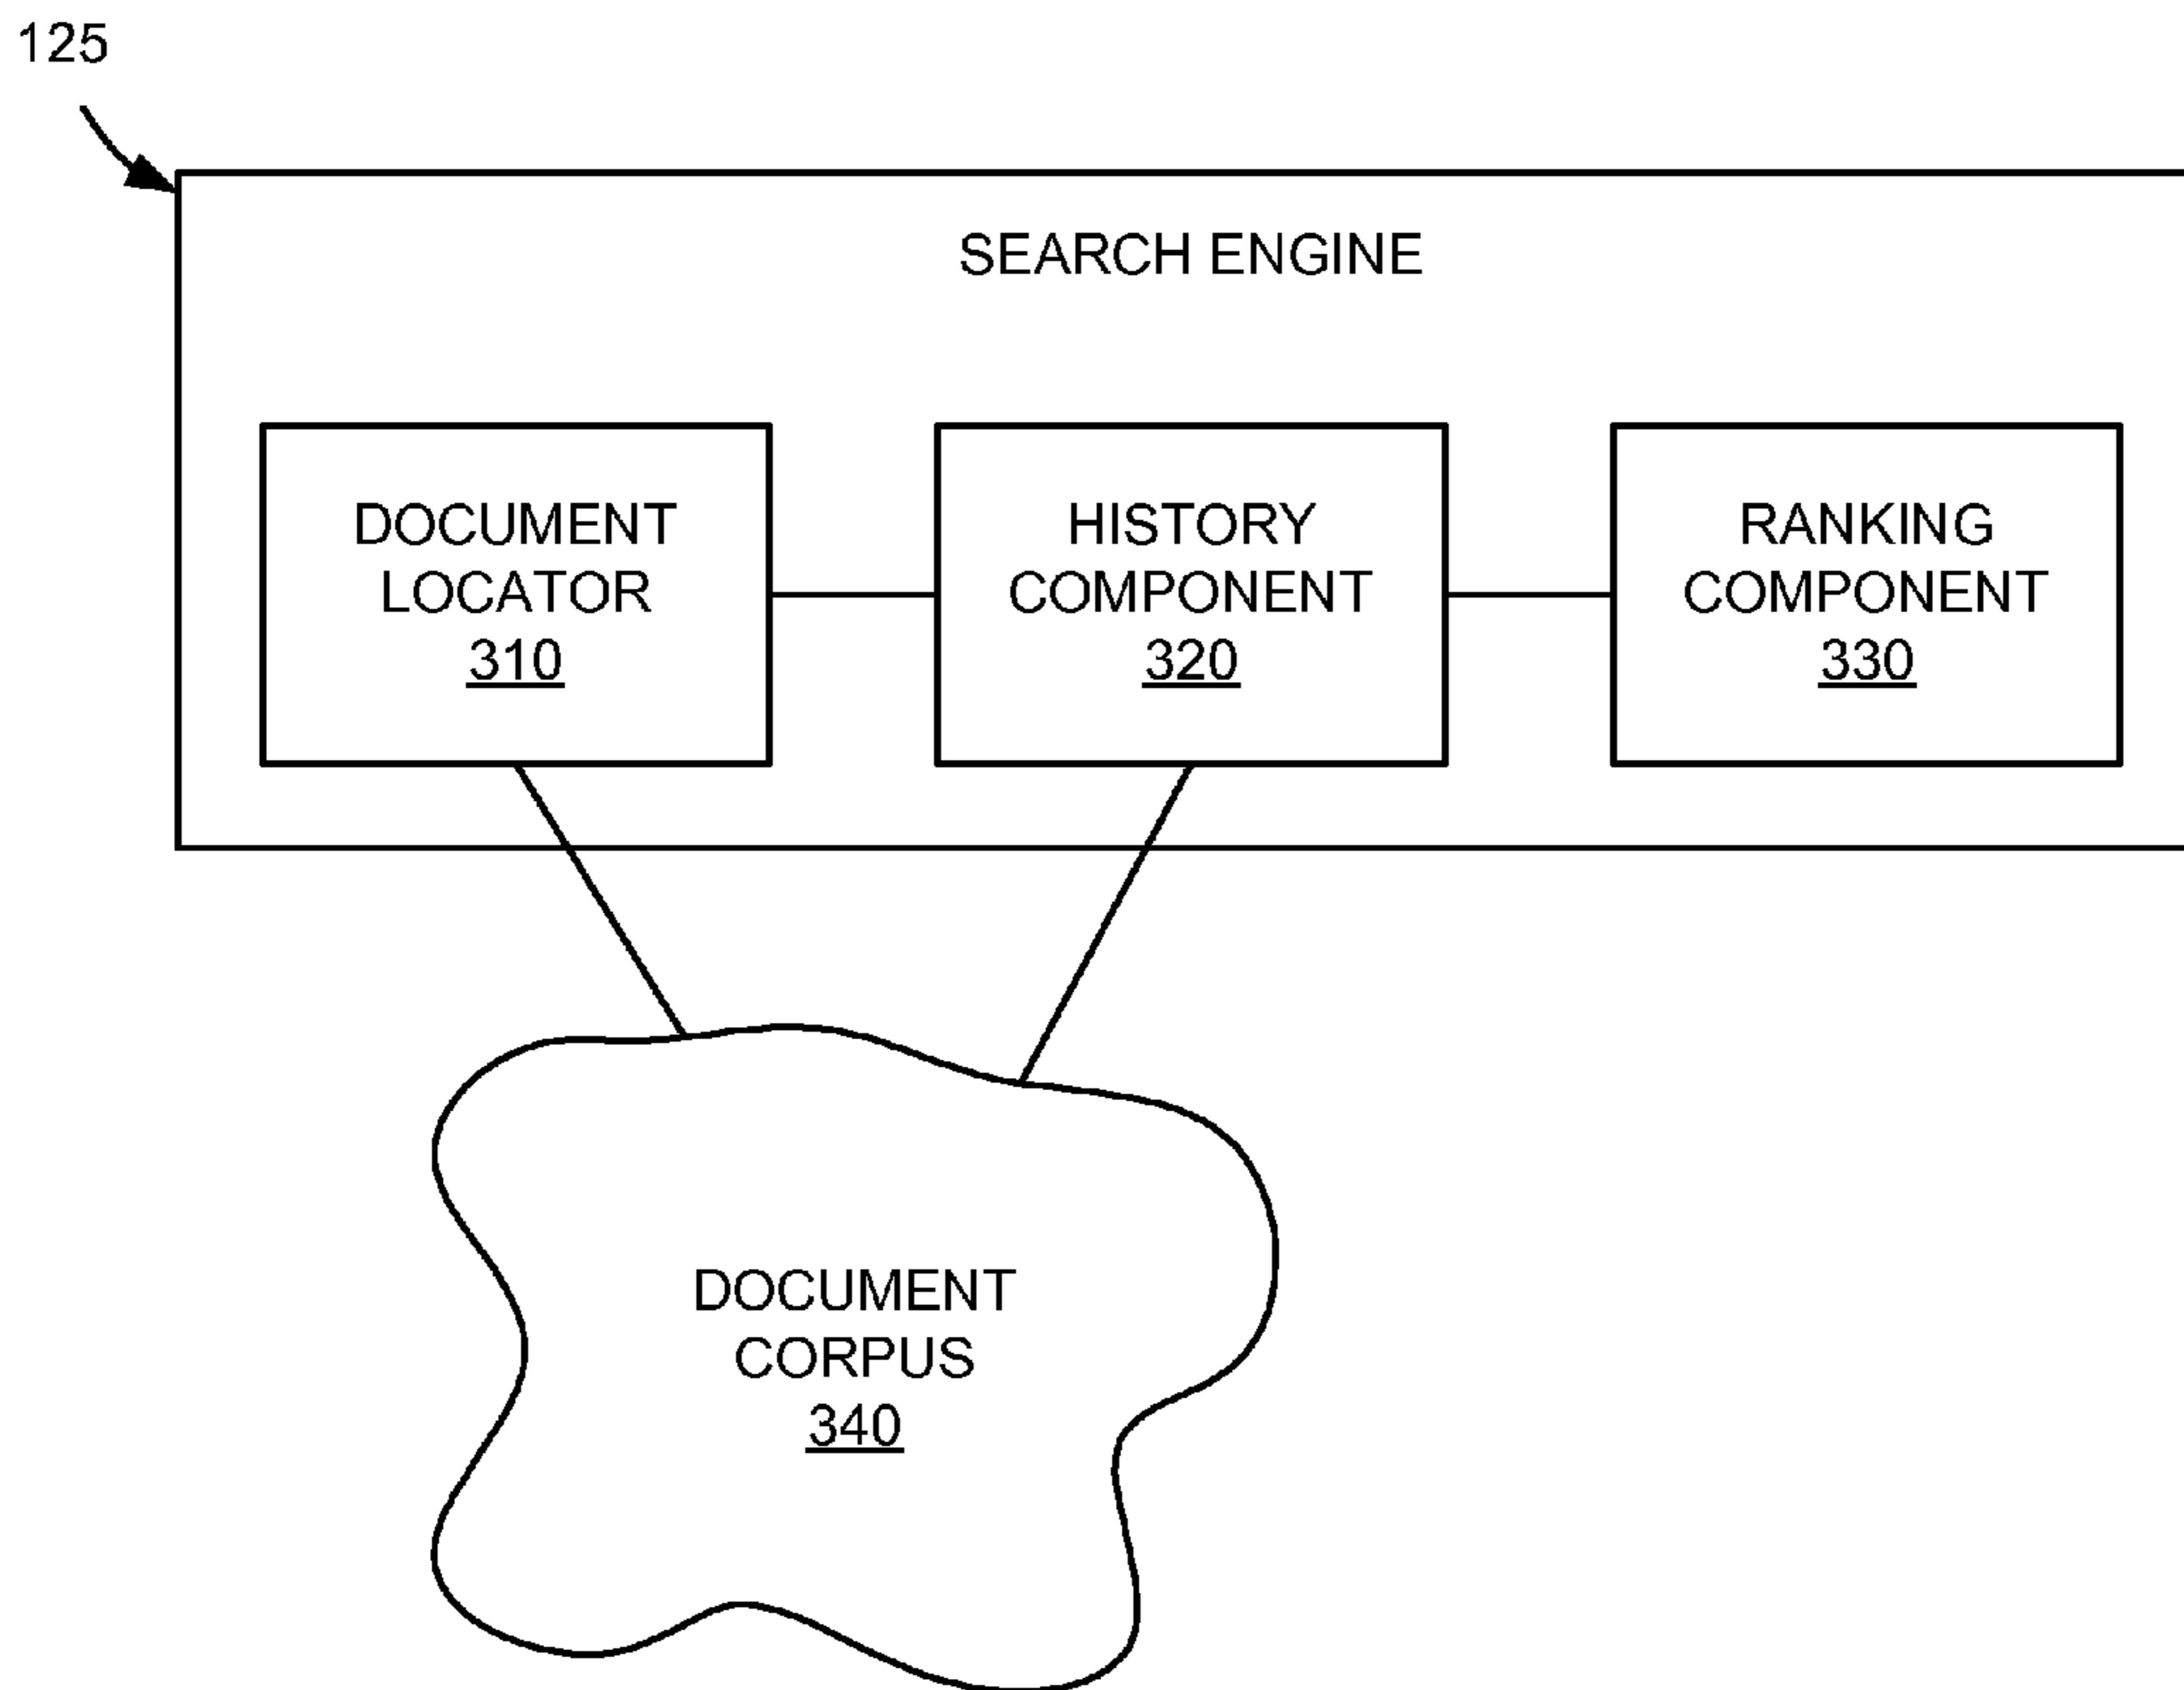 125
SEARCH ENGINE
DOCUMENT
LOCATOR
310
HISTORY
COMPONENT
320
RANKING
COMPONENT
330
DOCUMENT
CORPUS
340